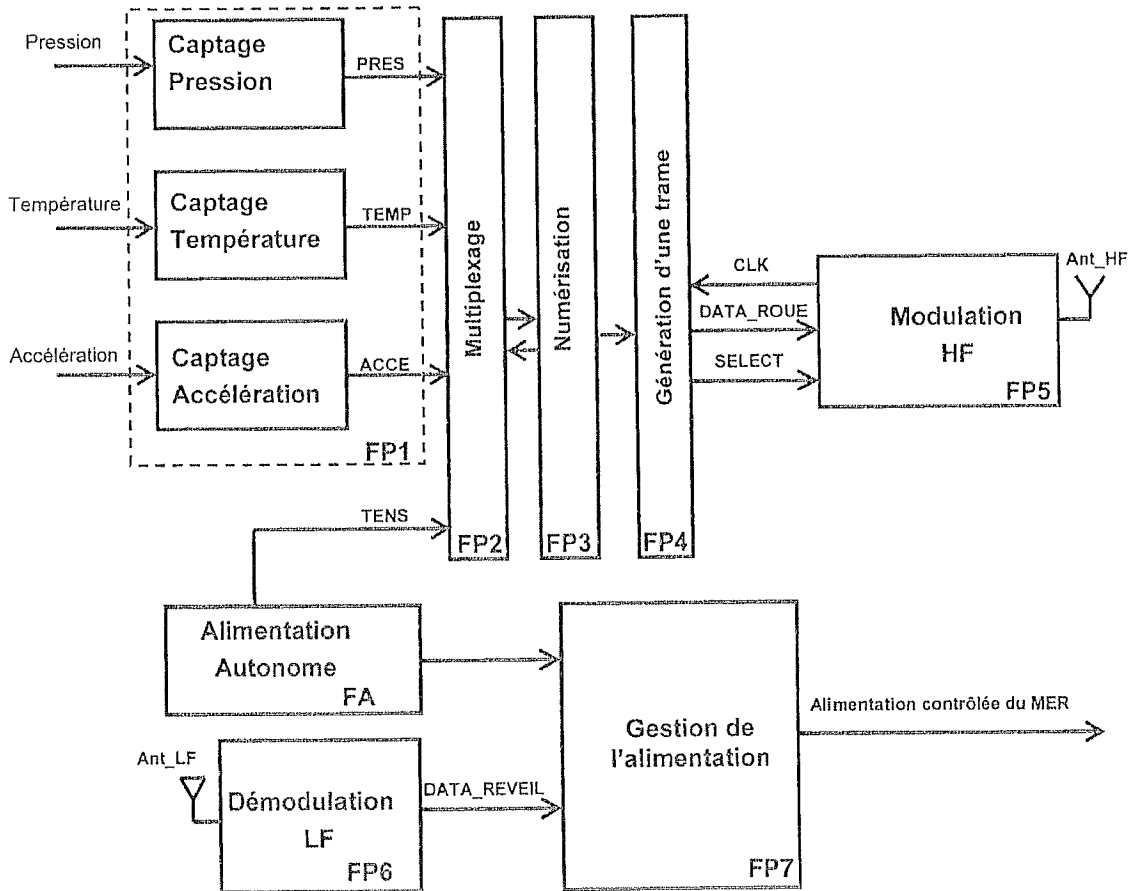 Pression
Captage
Pression
PRES
Température
Captage
Température
TEMP
Accélération
Captage
Accélération
ACCE
FP1
Multiplexage
FP2
Numérisation
FP3
Génération d'une trame
FP4
CLK
DATA_ROUE
SELECT
Modulation
HF
FP5
Ant_HF
TENS
Alimentation
Autonome
FA
Ant_LF
Démodulation
LF
FP6
DATA_REVEIL
Gestion de
l'alimentation
FP7
Alimentation contrôlée du MER